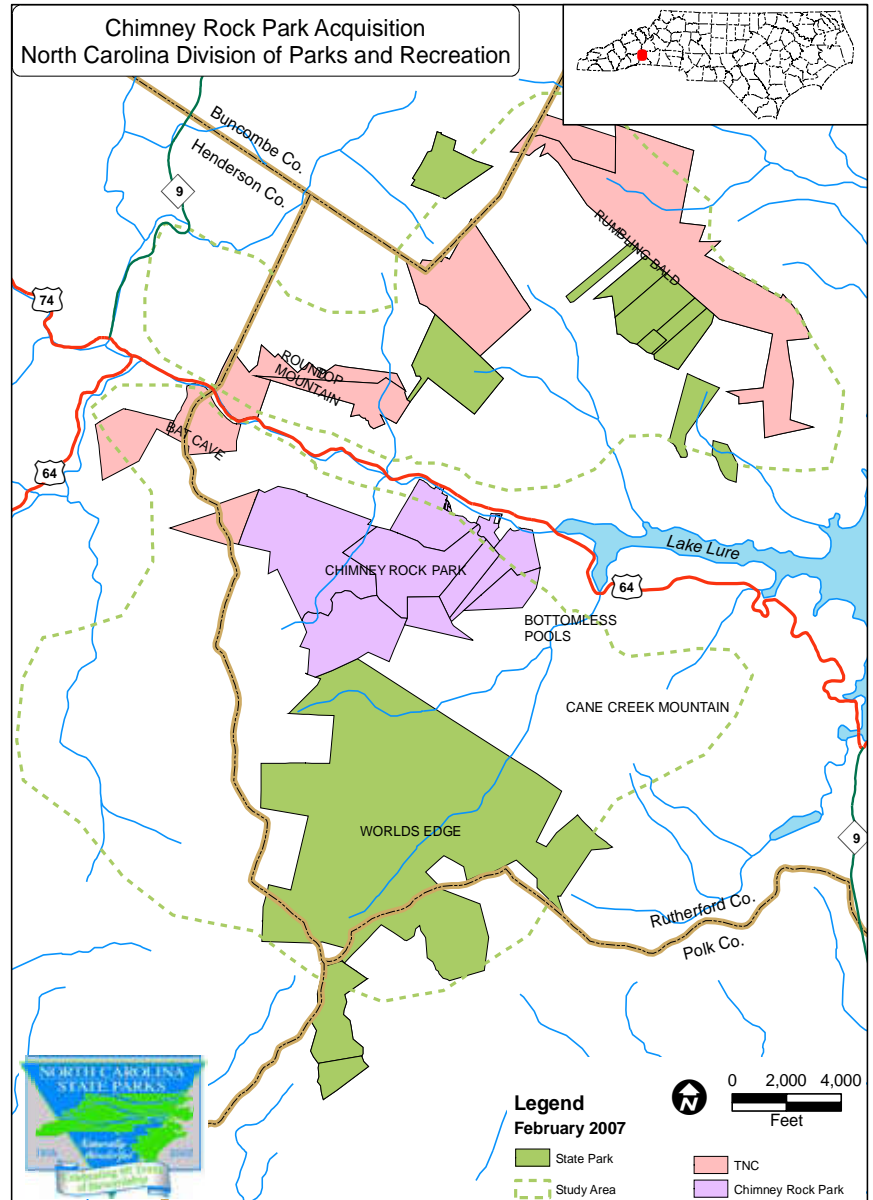 Chimney Rock Park Acquisition
North Carolina Division of Parks and Recreation
Buncombe Co.
Henderson Co.
9
RUMBLING BALD
74
MOUNTAIN
BAT CAVE
64
CHIMNEY ROCK PARK
Lake Lure
64
BOTTOMLESS
POOLS
CANE CREEK MOUNTAIN
WORLDS EDGE
9
Rutherford Co.
Polk Co.
NORTH CAROLINA
STATE PARKS
Naturally
Legend
February 2007
State Park
Study Area
TNC
Chimney Rock Park
N
0 2,000 4,000
Feet